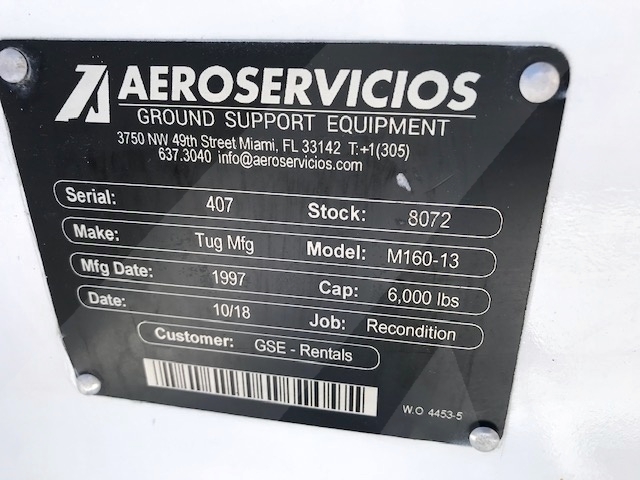 AEROSERVICIOS
GROUND SUPPORT EQUIPMENT
3750 NW 49th Street Miami, FL 33142 T:+1(305)
637.3040 info@aeroservicios.com
Serial: 407 Stock: 8072
Make: Tug Mfg Model: M160-13
Mfg Date: 1997 Cap: 6,000 lbs
Date: 10/18 Job: Recondition
Customer: GSE - Rentals
W.O 4453-5